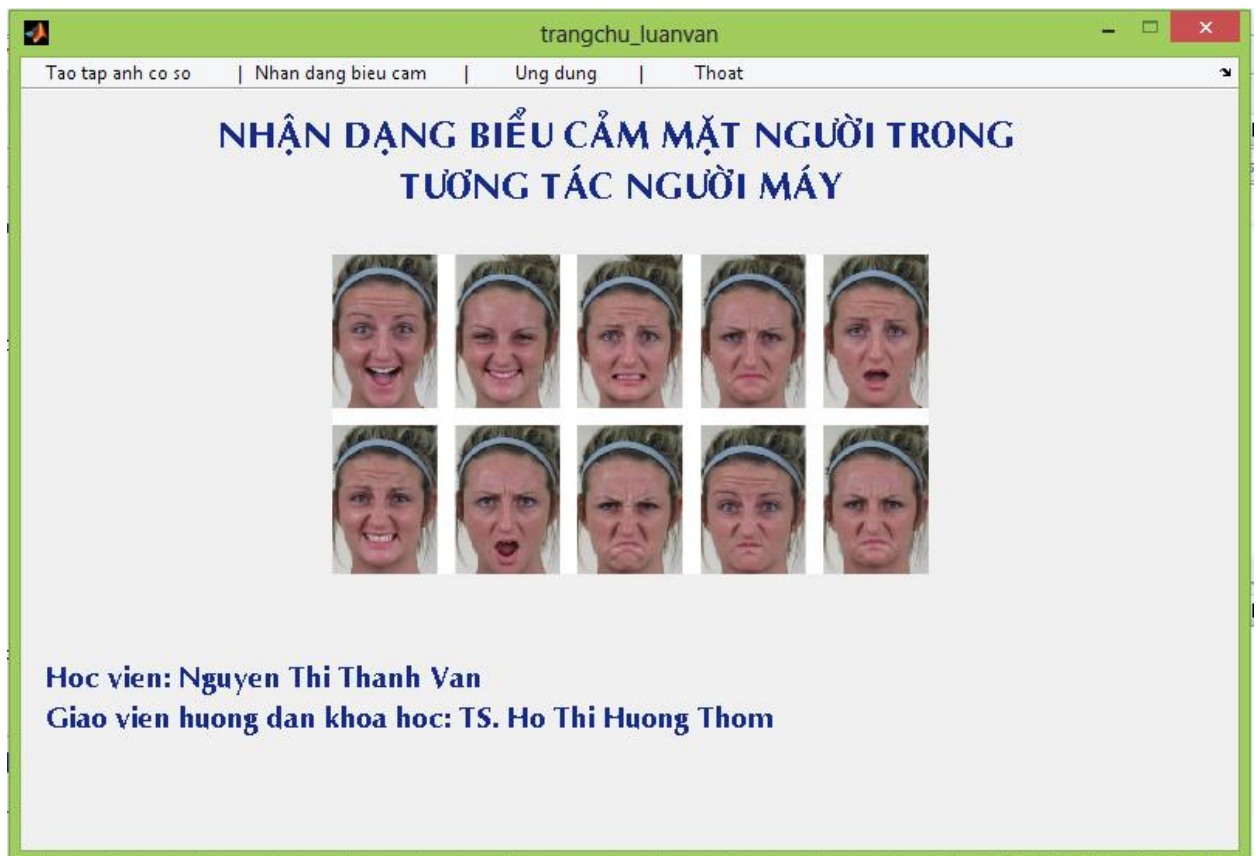 trangchu_luanvan
Tao tap anh co so | Nhan dang bieu cam | Ung dung | Thoat
NHẬN DẠNG BIỂU CẢM MẶT NGƯỜI TRONG
TƯƠNG TÁC NGƯỜI MÁY
Hoc vien: Nguyen Thi Thanh Van
Giao vien huong dan khoa hoc: TS. Ho Thi Huong Thom